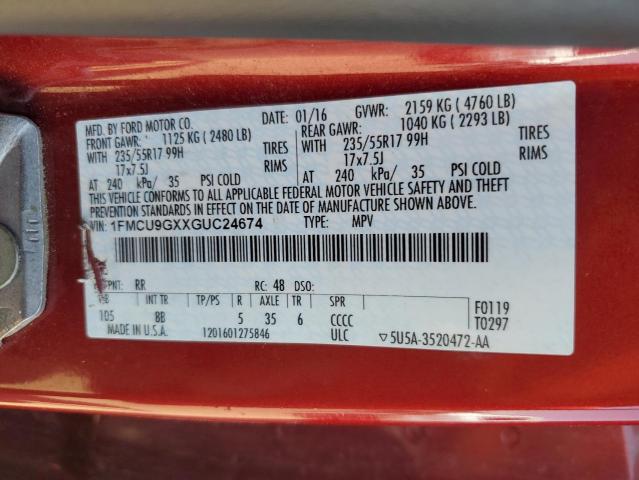 MFD. BY FORD MOTOR CO. DATE: 01/16 GVWR: 2159 KG ( 4760 LB)
FRONT GAWR: 1125 KG ( 2480 LB) REAR GAWR: 1040 KG ( 2293 LB)
WITH 235/55R17 99H TIRES WITH 235/55R17 99H TIRES
17x7.5J RIMS 17x7.5J RIMS
AT 240 kPa/ 35 PSI COLD AT 240 kPa/ 35 PSI COLD
THIS VEHICLE CONFORMS TO ALL APPLICABLE FEDERAL MOTOR VEHICLE SAFETY AND THEFT
PREVENTION STANDARDS IN EFFECT ON THE DATE OF MANUFACTURE SHOWN ABOVE.
VIN: 1FMCU9GXXGUC24674 TYPE: MPV
PNT: RR RC: 48 DSO:
INT TR TP/PS R AXLE TR SPR F0119
105 BB 5 35 6 CCCC T0297
MADE IN U.S.A. 1201601275846 ULC ▽5U5A-3520472-AA